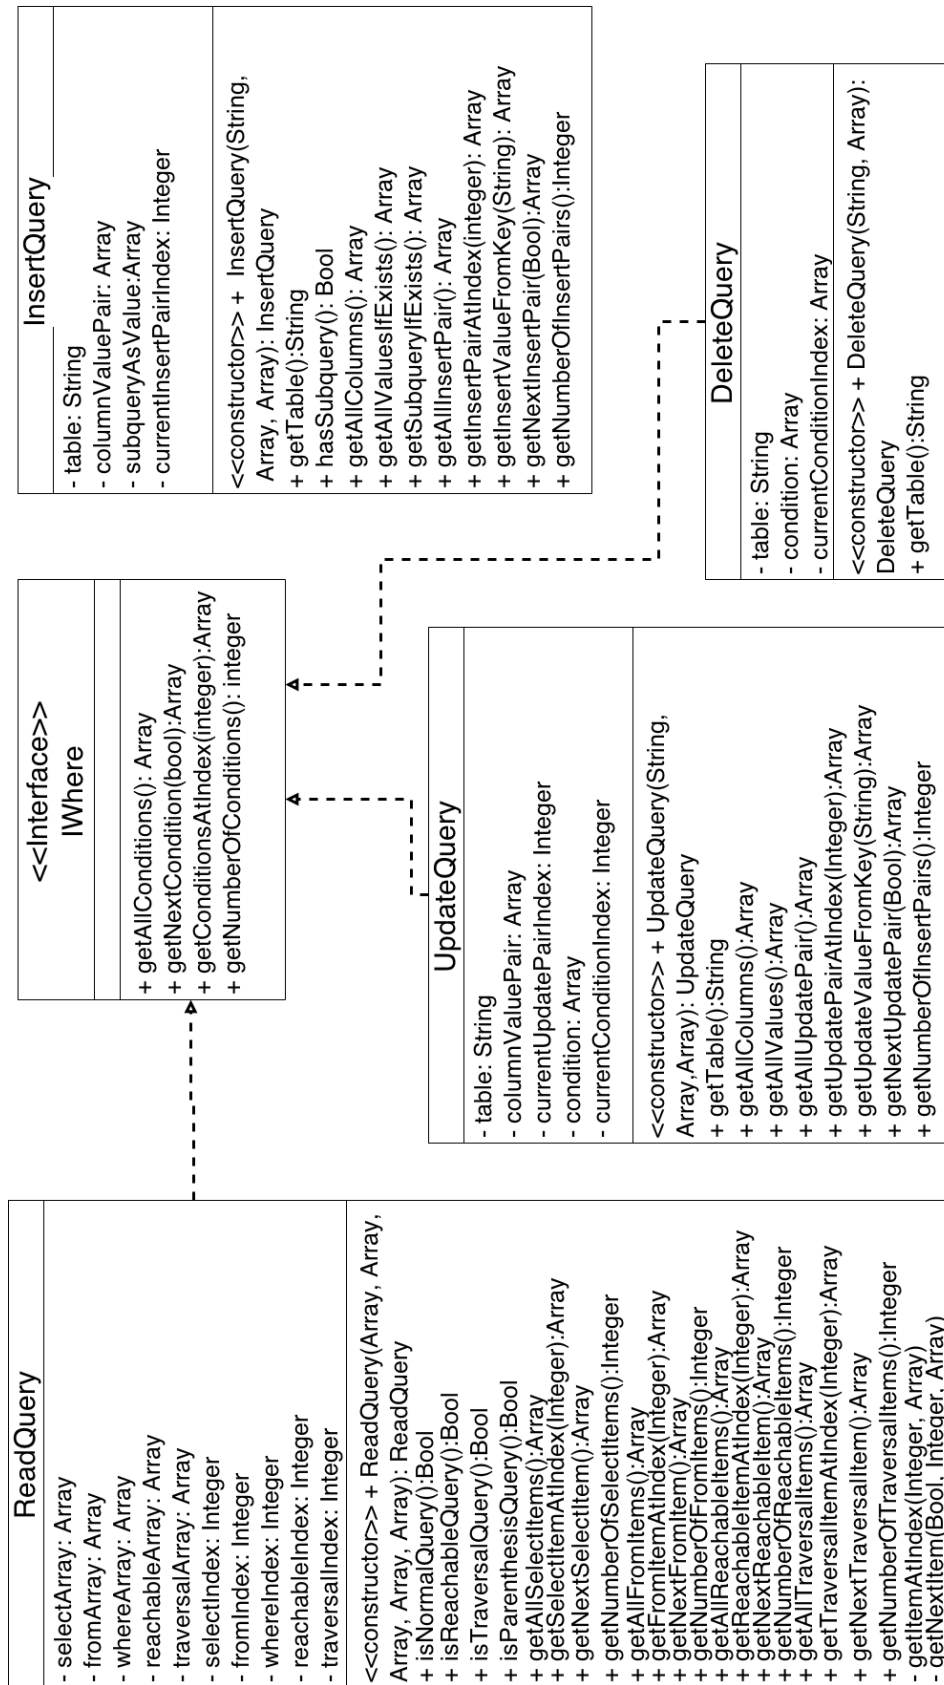 ReadQuery
- selectArray: Array
- fromArray: Array
- whereArray: Array
- reachableArray: Array
- traversalArray: Array
- selectIndex: Integer
- fromIndex: Integer
- whereIndex: Integer
- reachableIndex: Integer
- traversalIndex: Integer
<<constructor>> + ReadQuery(Array, Array,
Array, Array, Array): ReadQuery
+ isNormalQuery():Bool
+ isReachableQuery():Bool
+ isTraversalQuery():Bool
+ isParenthesisQuery():Bool
+ getAllSelectItems():Array
+ getSelectItemAtIndex(Integer):Array
+ getNextSelectItem():Array
+ getNumberOfSelectItems():Integer
+ getAllFromItems():Array
+ getFromItemAtIndex(Integer):Array
+ getNextFromItem():Array
+ getNumberOfFromItems():Integer
+ getAllReachableItems():Array
+ getReachableItemAtIndex(Integer):Array
+ getNextReachableItem():Array
+ getNumberOfReachableItems():Integer
+ getAllTraversalItems():Array
+ getTraversalItemAtIndex(Integer):Array
+ getNextTraversalItem():Array
+ getNumberOfTraversalItems():Integer
- getItemAtIndex(Integer, Array)
- getNextItem(Bool, Integer, Array)
<<Interface>>
IWhere
+ getAllConditions(): Array
+ getNextCondition(bool):Array
+ getConditionsAtIndex(integer):Array
+ getNumberOfConditions(): integer
InsertQuery
- table: String
- columnValuePair: Array
- subqueryAsValue:Array
- currentInsertPairIndex: Integer
<<constructor>> + InsertQuery(String,
Array, Array): InsertQuery
+ getTable():String
+ hasSubquery(): Bool
+ getAllColumns(): Array
+ getAllValuesIfExists(): Array
+ getSubqueryIfExists(): Array
+ getAllInsertPair(): Array
+ getInsertPairAtIndex(integer): Array
+ getInsertValueFromKey(String): Array
+ getNextInsertPair(Bool):Array
+ getNumberOfInsertPairs():Integer
UpdateQuery
- table: String
- columnValuePair: Array
- currentUpdatePairIndex: Integer
- condition: Array
- currentConditionIndex: Integer
<<constructor>> + UpdateQuery(String,
Array,Array): UpdateQuery
+ getTable():String
+ getAllColumns():Array
+ getAllValues():Array
+ getAllUpdatePair():Array
+ getUpdatePairAtIndex(Integer):Array
+ getUpdateValueFromKey(String):Array
+ getNextUpdatePair(Bool):Array
+ getNumberOfInsertPairs():Integer
DeleteQuery
- table: String
- condition: Array
- currentConditionIndex: Array
<<constructor>> + DeleteQuery(String, Array):
DeleteQuery
+ getTable():String